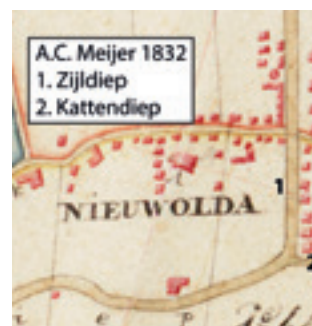 A.C. Meijer 1832
1. Zijldiep
2. Kattendiep
1
NIEUWOLDA
2
e p